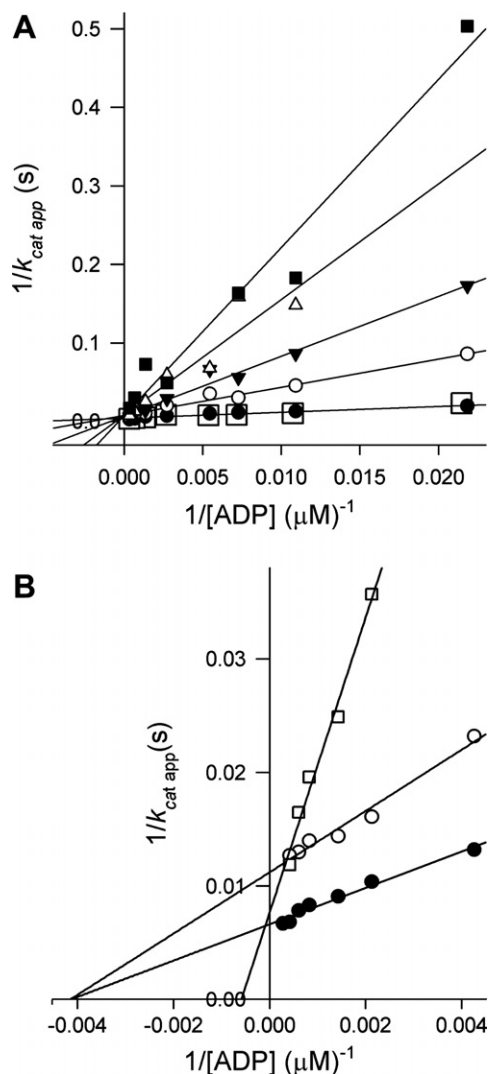 A
0.5
0.4
0.3
0.2
0.1
0.0
1/kcat app (s)
0.000 0.005 0.010 0.015 0.020
1/[ADP] (μM)-1
B
0.03
0.02
0.01
0.00
1/kcat app(s)
-0.004 -0.002 0.000 0.002 0.004
1/[ADP] (μM)-1